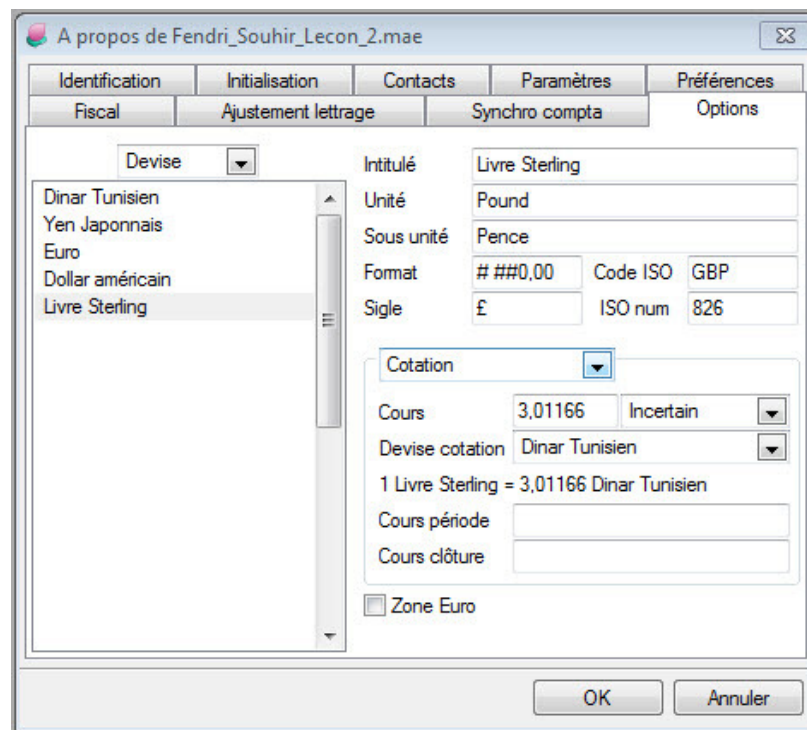 A propos de Fendri_Souhir_Lecon_2.mae
Identification Initialisation Contacts Paramètres Préférences
Fiscal Ajustement lettrage Synchro compta Options
Devise
Dinar Tunisien
Yen Japonnais
Euro
Dollar américain
Livre Sterling
Intitulé Livre Sterling
Unité Pound
Sous unité Pence
Format # ##0,00 Code ISO GBP
Sigle £ ISO num 826
Cotation
Cours 3,01166 Incertain
Devise cotation Dinar Tunisien
1 Livre Sterling = 3,01166 Dinar Tunisien
Cours période
Cours clôture
Zone Euro
OK Annuler